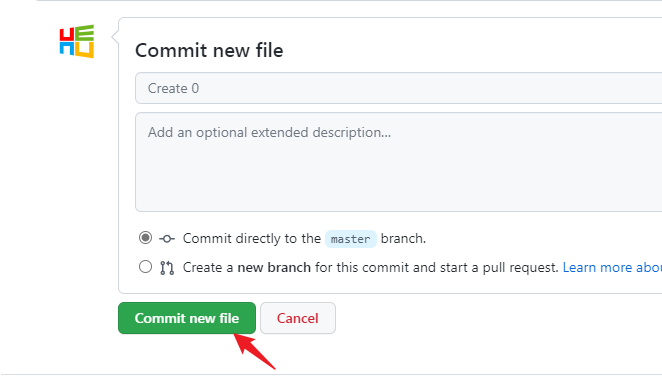 Commit new file
Create 0
Add an optional extended description...
Commit directly to the master branch.
Create a new branch for this commit and start a pull request. Learn more abou
Commit new file
Cancel